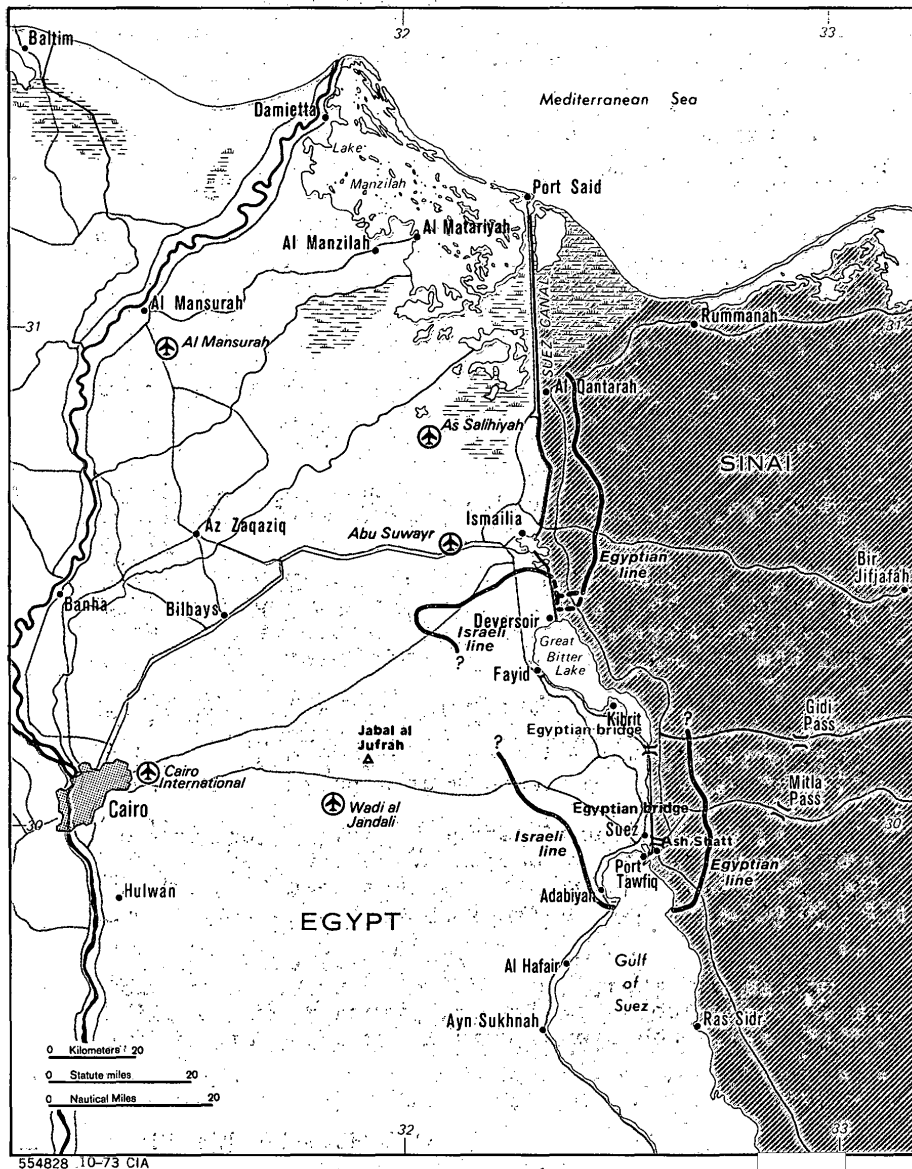 32
33
Baltim
Damietta
Mediterranean Sea
Lake
Manzilah
Port Said
Al Manzilah
Al Matariyah
SUEZ CANAL
Al Mansurah
31
Rummanah
31
Al Mansurah
Al Qantarah
As Salihiyah
SINAI
Az Zaqaziq
Ismailia
Abu Suwayr
Egyptian
line
Bir
Jifjafah
Banha
Bilbays
Deversoir
Israeli
line
?
Great
Bitter
Lake
Fayid
Kibrit
Gidi
Pass
Egyptian bridge
?
Jabal al
Jufrah
?
Cairo
International
Mitla
Pass
Cairo
Wadi al
Jandali
Egyptian bridge
30
30
Suez
Ash Shatt
Israeli
line
Port
Tawfiq
Egyptian
line
Hulwan
Adabiyah
EGYPT
Al Hafair
Gulf
of
Suez
Ayn Sukhnah
Ras Sidr
0 Kilometers 20
0 Statute miles 20
0 Nautical Miles 20
32
33
554828 10-73 CIA